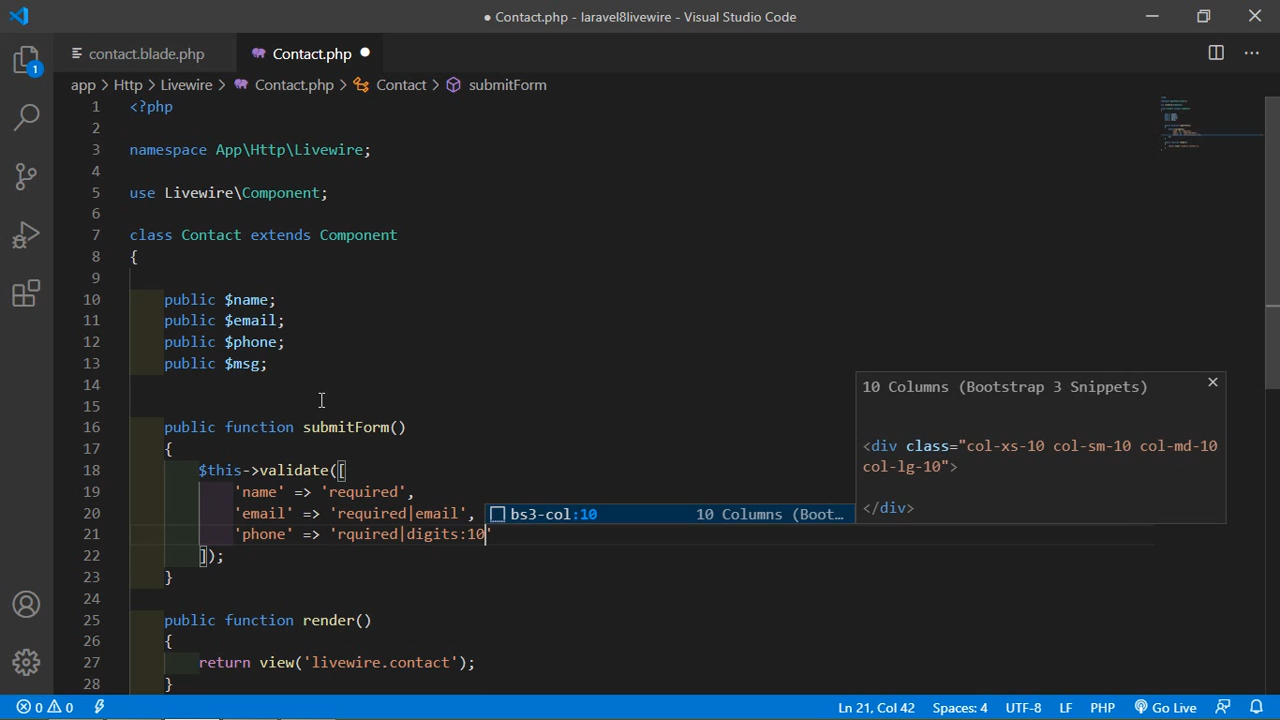 Contact.php - laravel8livewire - Visual Studio Code
contact.blade.php
Contact.php
app > Http > Livewire > Contact.php > Contact > submitForm
1
1 <?php
2
3 namespace App\Http\Livewire;
4
5 use Livewire\Component;
6
7 class Contact extends Component
8 {
9
10 public $name;
11 public $email;
12 public $phone;
13 public $msg;
14
15
16 public function submitForm()
17 {
18 $this->validate([
19 'name' => 'required',
20 'email' => 'required|email',
21 'phone' => 'rquired|digits:10'
22 ]);
23 }
24
25 public function render()
26 {
27 return view('livewire.contact');
28 }
bs3-col:10 10 Columns (Boot…
10 Columns (Bootstrap 3 Snippets)
<div class="col-xs-10 col-sm-10 col-md-10
col-lg-10">
</div>
0 0 Ln 21, Col 42 Spaces: 4 UTF-8 LF PHP Go Live